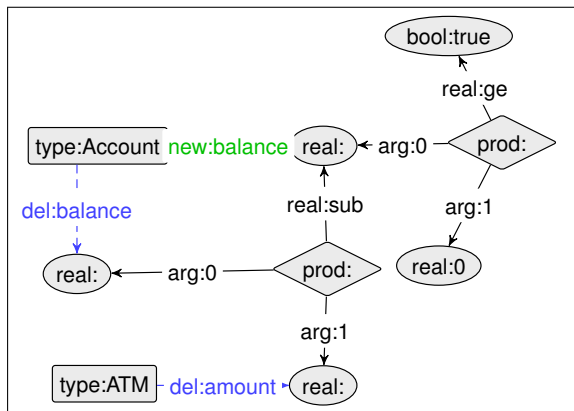 bool:true
real:ge
type:Account new:balance real: arg:0 prod:
del:balance real:sub arg:1
real: arg:0 prod: real:0
arg:1
type:ATM del:amount real: